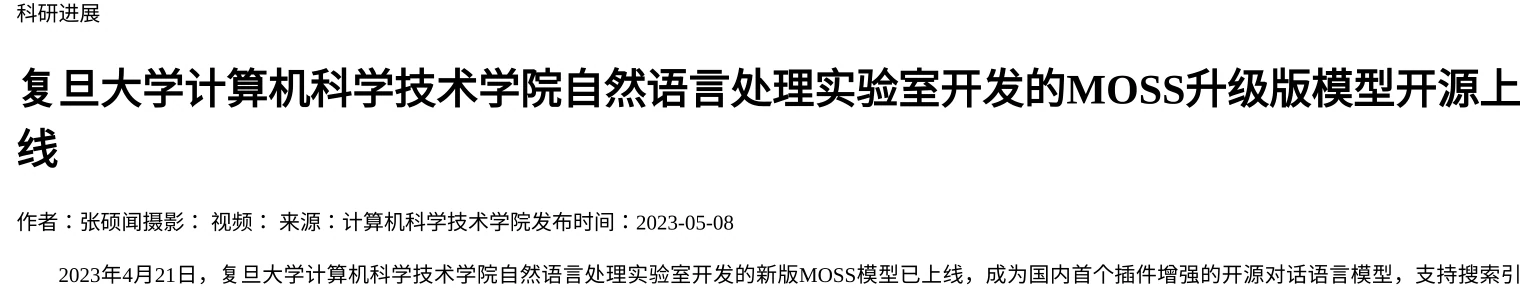 科研进展
复旦大学计算机科学技术学院自然语言处理实验室开发的MOSS升级版模型开源上
线
作者：张硕闻摄影： 视频： 来源：计算机科学技术学院发布时间：2023-05-08
2023年4月21日，复旦大学计算机科学技术学院自然语言处理实验室开发的新版MOSS模型已上线，成为国内首个插件增强的开源对话语言模型，支持搜索引